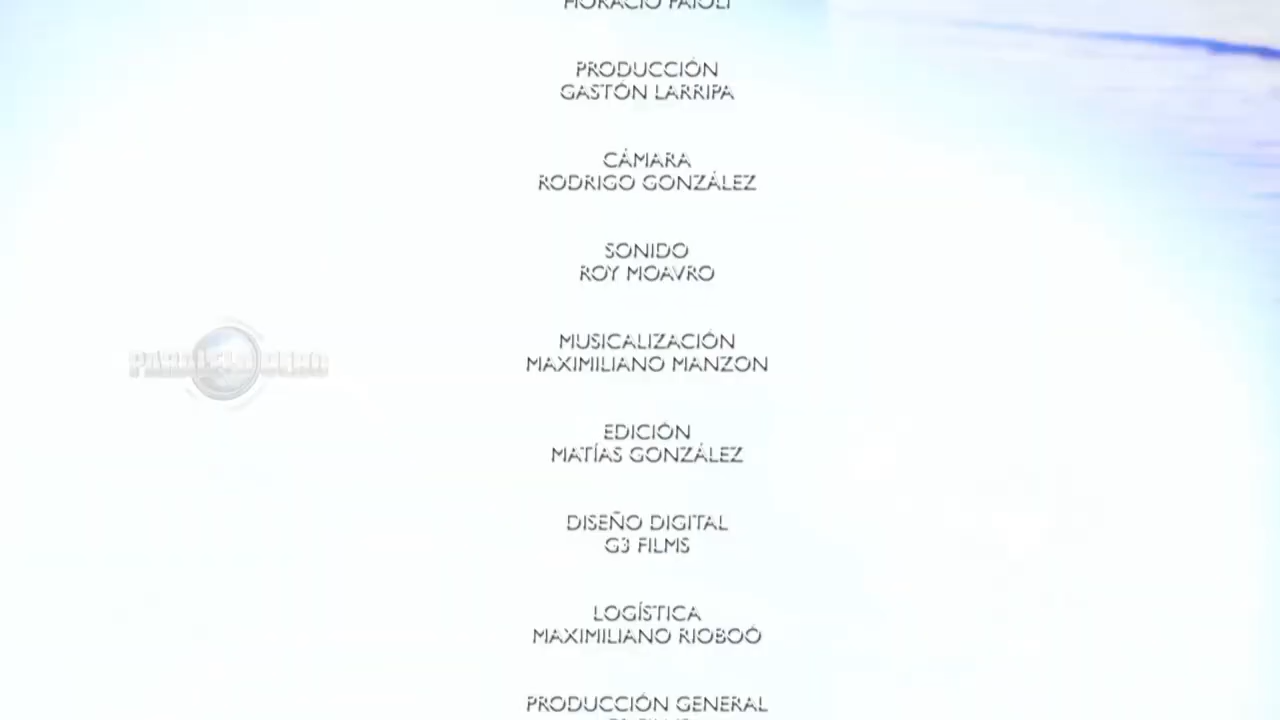 PRODUCCIÓN
GASTÓN LARRIPA
CÁMARA
RODRIGO GONZÁLEZ
SONIDO
ROY MOAVRO
MUSICALIZACIÓN
MAXIMILIANO MANZON
EDICIÓN
MATÍAS GONZÁLEZ
DISEÑO DIGITAL
G3 FILMS
LOGÍSTICA
MAXIMILIANO RIOBOÓ
PRODUCCIÓN GENERAL